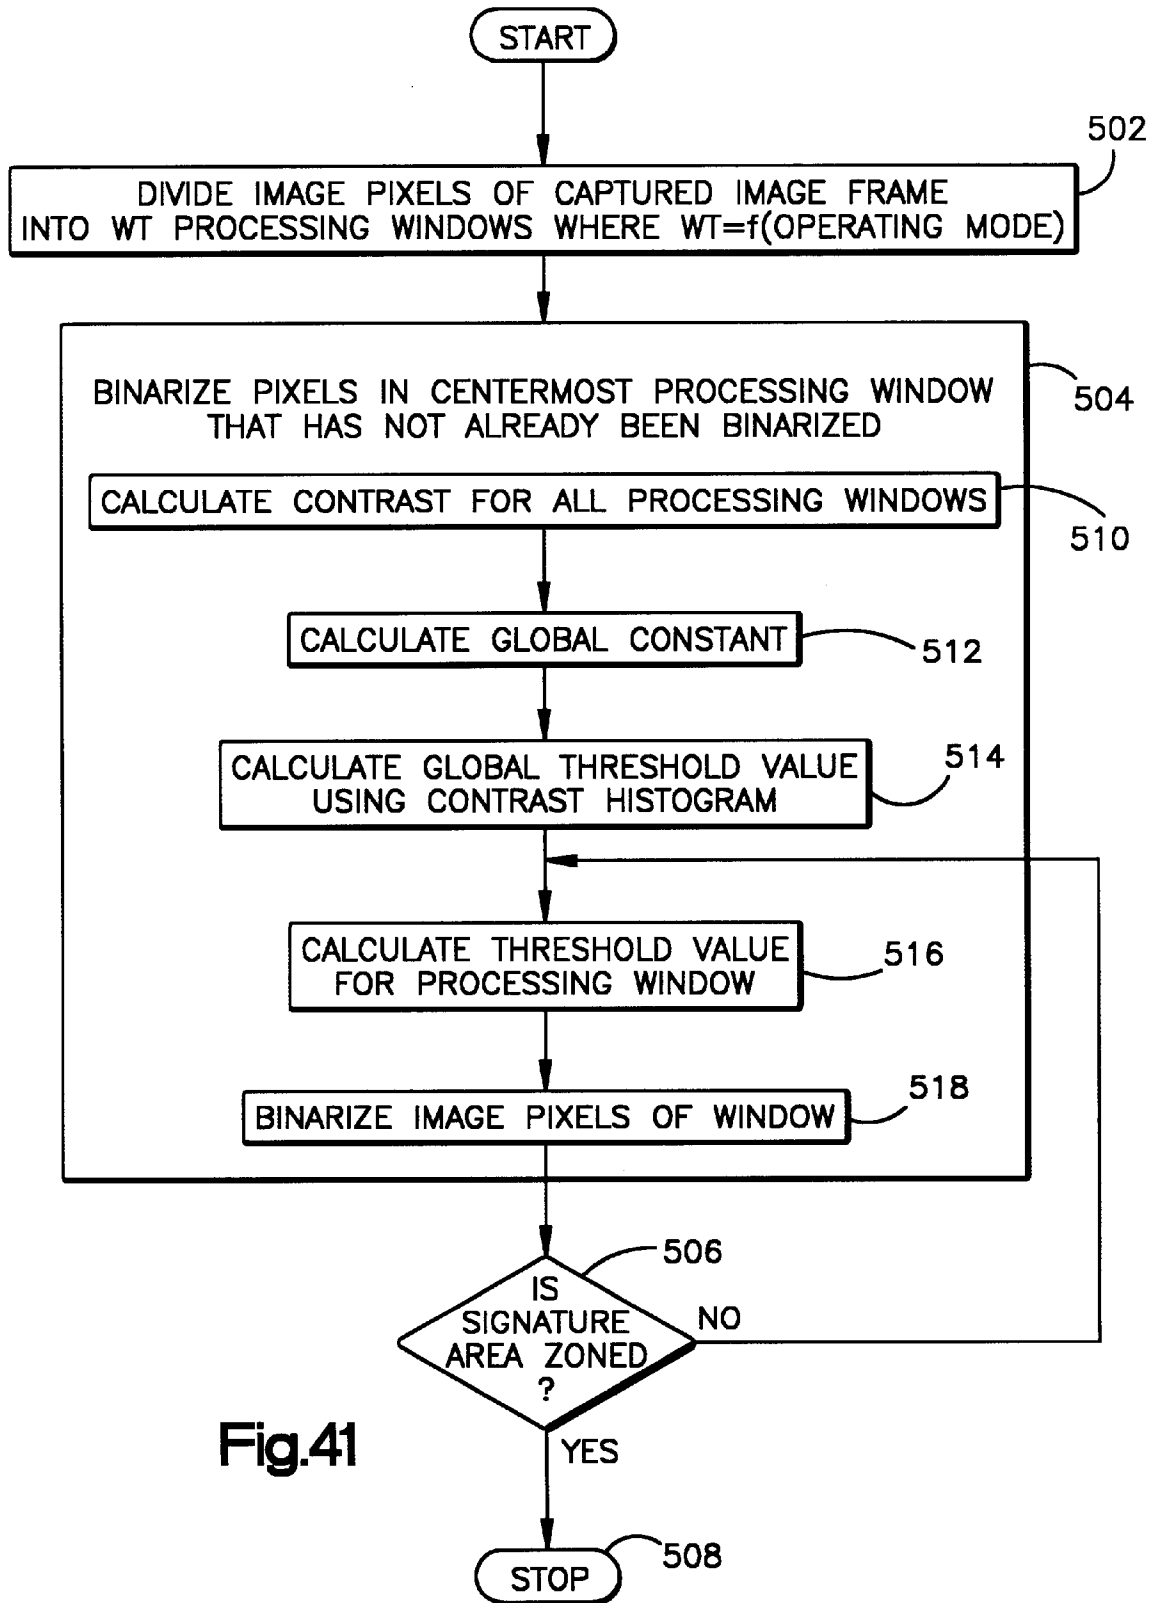 START
502
DIVIDE IMAGE PIXELS OF CAPTURED IMAGE FRAME
INTO WT PROCESSING WINDOWS WHERE WT=f(OPERATING MODE)
504
BINARIZE PIXELS IN CENTERMOST PROCESSING WINDOW
THAT HAS NOT ALREADY BEEN BINARIZED
CALCULATE CONTRAST FOR ALL PROCESSING WINDOWS
510
CALCULATE GLOBAL CONSTANT
512
CALCULATE GLOBAL THRESHOLD VALUE
USING CONTRAST HISTOGRAM
514
CALCULATE THRESHOLD VALUE
FOR PROCESSING WINDOW
516
BINARIZE IMAGE PIXELS OF WINDOW
518
506
IS
SIGNATURE
AREA ZONED
?
NO
YES
Fig.41
STOP
508